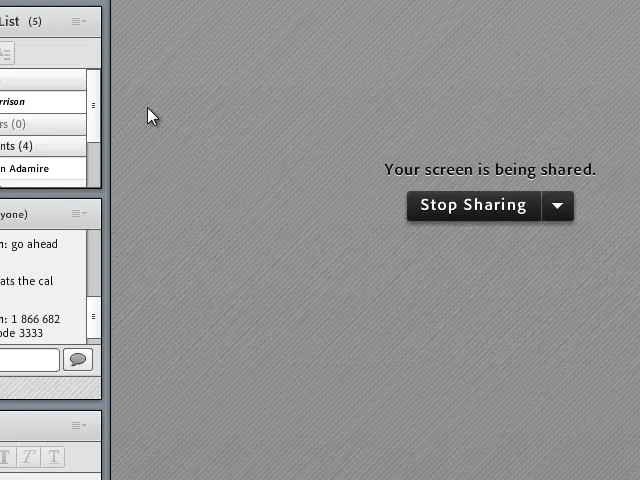 List (5)
rrison
rs (0)
nts (4)
n Adamire
yone)
n: go ahead
ats the cal
n: 1 866 682
ode 3333
T T T
Your screen is being shared.
Stop Sharing